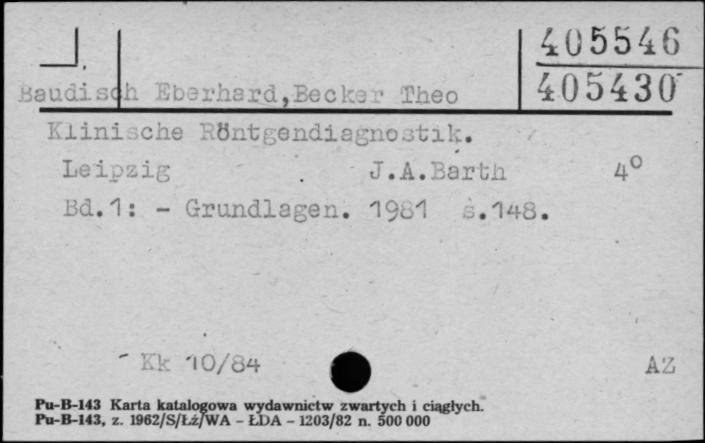 405546
Baudisch Eberhard,Becker Theo 405430
Klinische Röntgendiagnostik.
Leipzig J.A.Barth 4°
Bd.1: - Grundlagen. 1981 s.148.
Kk 10/84 AZ
Pu-B-143 Karta katalogowa wydawnictw zwartych i ciągłych.
Pu-B-143, z. 1962/S/Łź/WA - ŁDA - 1203/82 n. 500 000